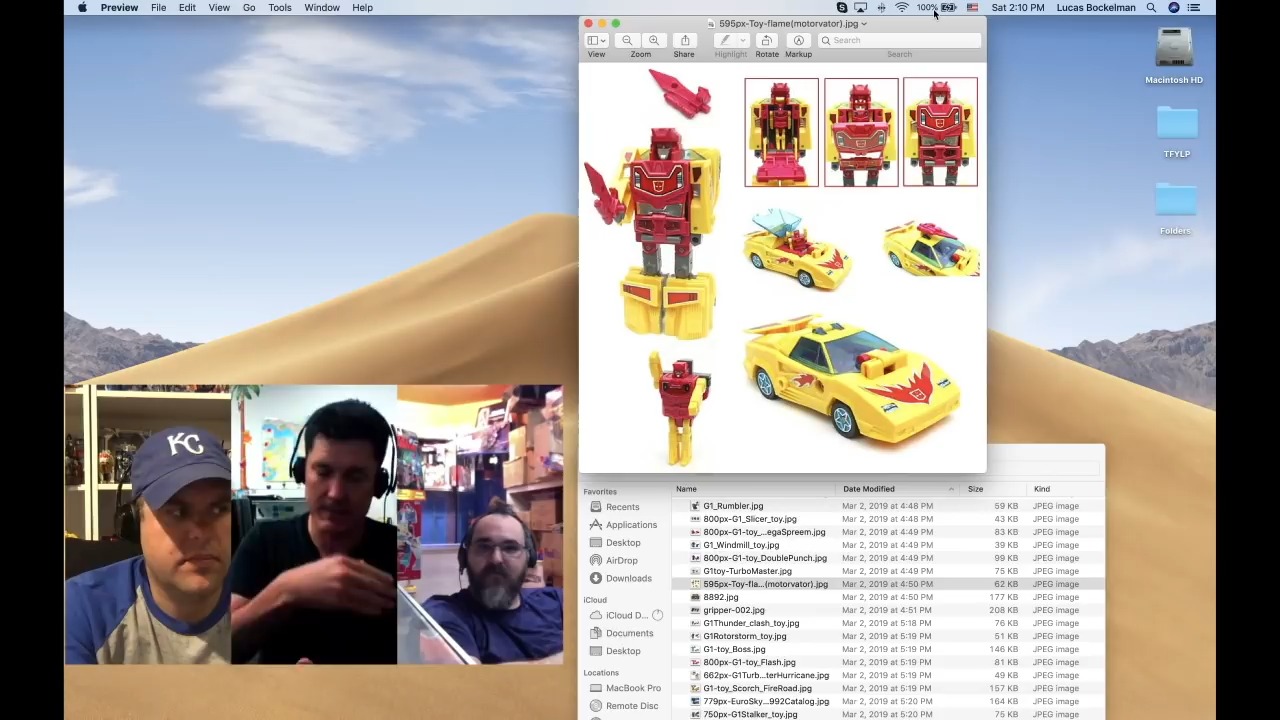 Preview File Edit View Go Tools Window Help
100% Sat 2:10 PM Lucas Bockelman
595px-Toy-flame(motorvator).jpg
Search
View Zoom Share Highlight Rotate Markup Search
Macintosh HD
TFYLP
Folders
KC
Favorites
Recents
Applications
Desktop
AirDrop
Downloads
iCloud
iCloud D...
Documents
Desktop
Locations
MacBook Pro
Remote Disc
Name Date Modified Size Kind
G1_Rumbler.jpg Mar 2, 2019 at 4:48 PM 59 KB JPEG image
800px-G1_Slicer_toy.jpg Mar 2, 2019 at 4:48 PM 43 KB JPEG image
800px-G1-toy_...egaSpreem.jpg Mar 2, 2019 at 4:48 PM 83 KB JPEG image
G1_Windmill_toy.jpg Mar 2, 2019 at 4:49 PM 39 KB JPEG image
800px-G1-toy_DoublePunch.jpg Mar 2, 2019 at 4:49 PM 99 KB JPEG image
G1toy-TurboMaster.jpg Mar 2, 2019 at 4:49 PM 75 KB JPEG image
595px-Toy-fla...(motorvator).jpg Mar 2, 2019 at 4:50 PM 62 KB JPEG image
8892.jpg Mar 2, 2019 at 4:50 PM 177 KB JPEG image
gripper-002.jpg Mar 2, 2019 at 4:51 PM 208 KB JPEG image
G1Thunder_clash_toy.jpg Mar 2, 2019 at 5:18 PM 76 KB JPEG image
G1Rotorstorm_toy.jpg Mar 2, 2019 at 5:19 PM 51 KB JPEG image
G1-toy_Boss.jpg Mar 2, 2019 at 5:19 PM 146 KB JPEG image
800px-G1-toy_Flash.jpg Mar 2, 2019 at 5:19 PM 81 KB JPEG image
662px-G1Turb...terHurricane.jpg Mar 2, 2019 at 5:19 PM 49 KB JPEG image
G1-toy_Scorch_FireRoad.jpg Mar 2, 2019 at 5:19 PM 157 KB JPEG image
779px-EuroSky...992Catalog.jpg Mar 2, 2019 at 5:20 PM 164 KB JPEG image
750px-G1Stalker_toy.jpg Mar 2, 2019 at 5:20 PM 75 KB JPEG image